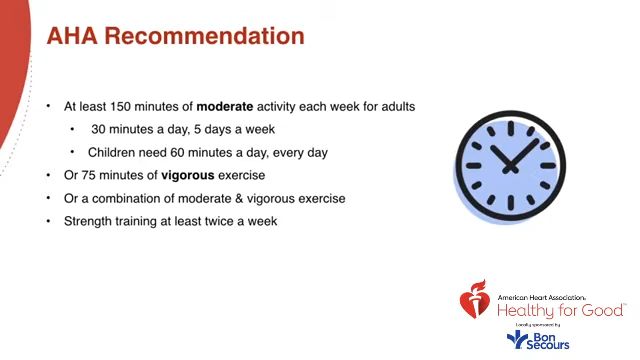 AHA Recommendation
• At least 150 minutes of moderate activity each week for adults
• 30 minutes a day, 5 days a week
• Children need 60 minutes a day, every day
• Or 75 minutes of vigorous exercise
• Or a combination of moderate & vigorous exercise
• Strength training at least twice a week
American Heart Association®
Healthy for Good™
Locally sponsored by
Bon
Secours